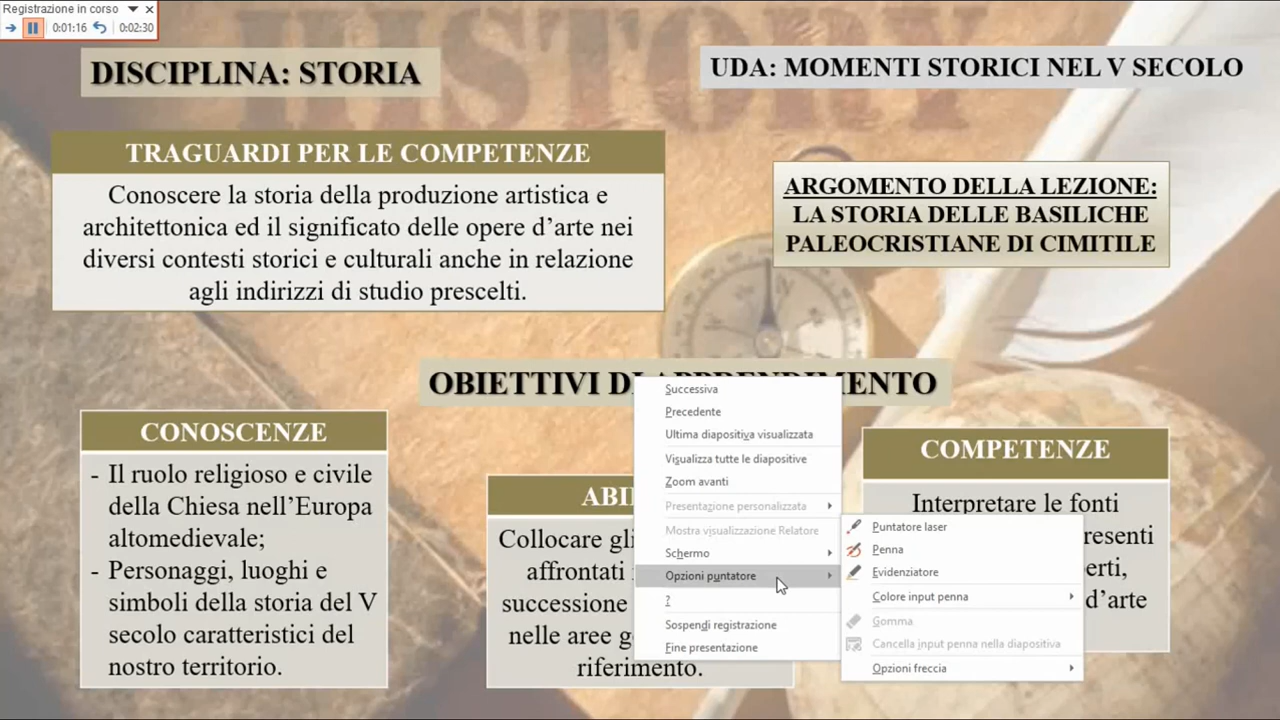 Registrazione in corso
0:01:16 0:02:30
HISTORY
DISCIPLINA: STORIA
UDA: MOMENTI STORICI NEL V SECOLO
TRAGUARDI PER LE COMPETENZE
Conoscere la storia della produzione artistica e
architettonica ed il significato delle opere d’arte nei
diversi contesti storici e culturali anche in relazione
agli indirizzi di studio prescelti.
ARGOMENTO DELLA LEZIONE:
LA STORIA DELLE BASILICHE
PALEOCRISTIANE DI CIMITILE
OBIETTIVI DI APPRENDIMENTO
CONOSCENZE
- Il ruolo religioso e civile
della Chiesa nell’Europa
altomedievale;
- Personaggi, luoghi e
simboli della storia del V
secolo caratteristici del
nostro territorio.
ABI
Collocare gli
affrontati
successione
nelle aree
riferimento.
Successiva
Precedente
Ultima diapositiva visualizzata
Visualizza tutte le diapositive
Zoom avanti
Presentazione personalizzata
Mostra visualizzazione Relatore
Schermo
Opzioni puntatore
?
Sospendi registrazione
Fine presentazione
COMPETENZE
Interpretare le fonti
Puntatore laser
Penna
Evidenziatore
Colore input penna
Gomma
Cancella input penna nella diapositiva
Opzioni freccia
d’arte